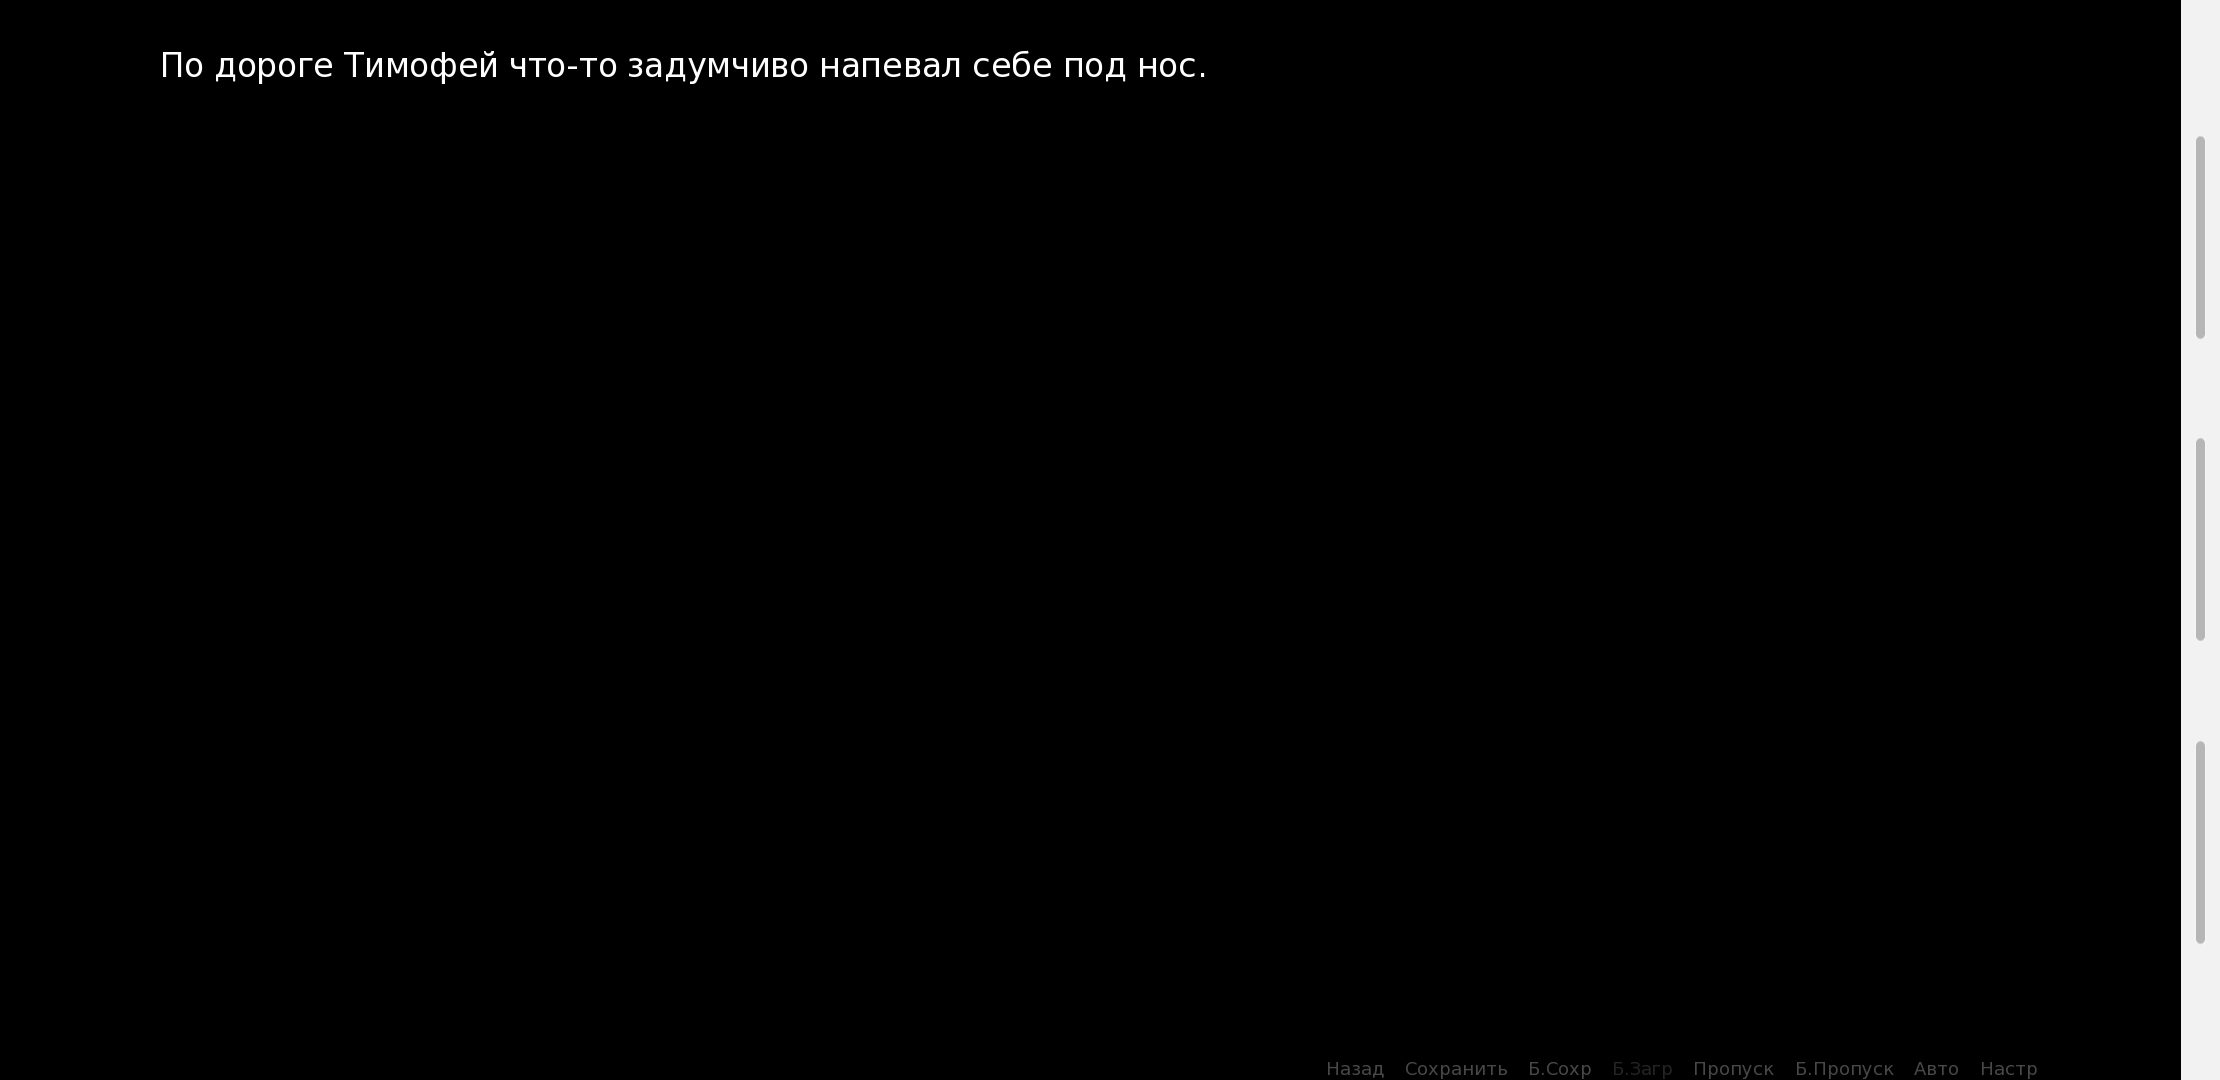 По дороге Тимофей что-то задумчиво напевал себе под нос.
Назад Сохранить Б.Сохр Б.Загр Пропуск Б.Пропуск Авто Настр